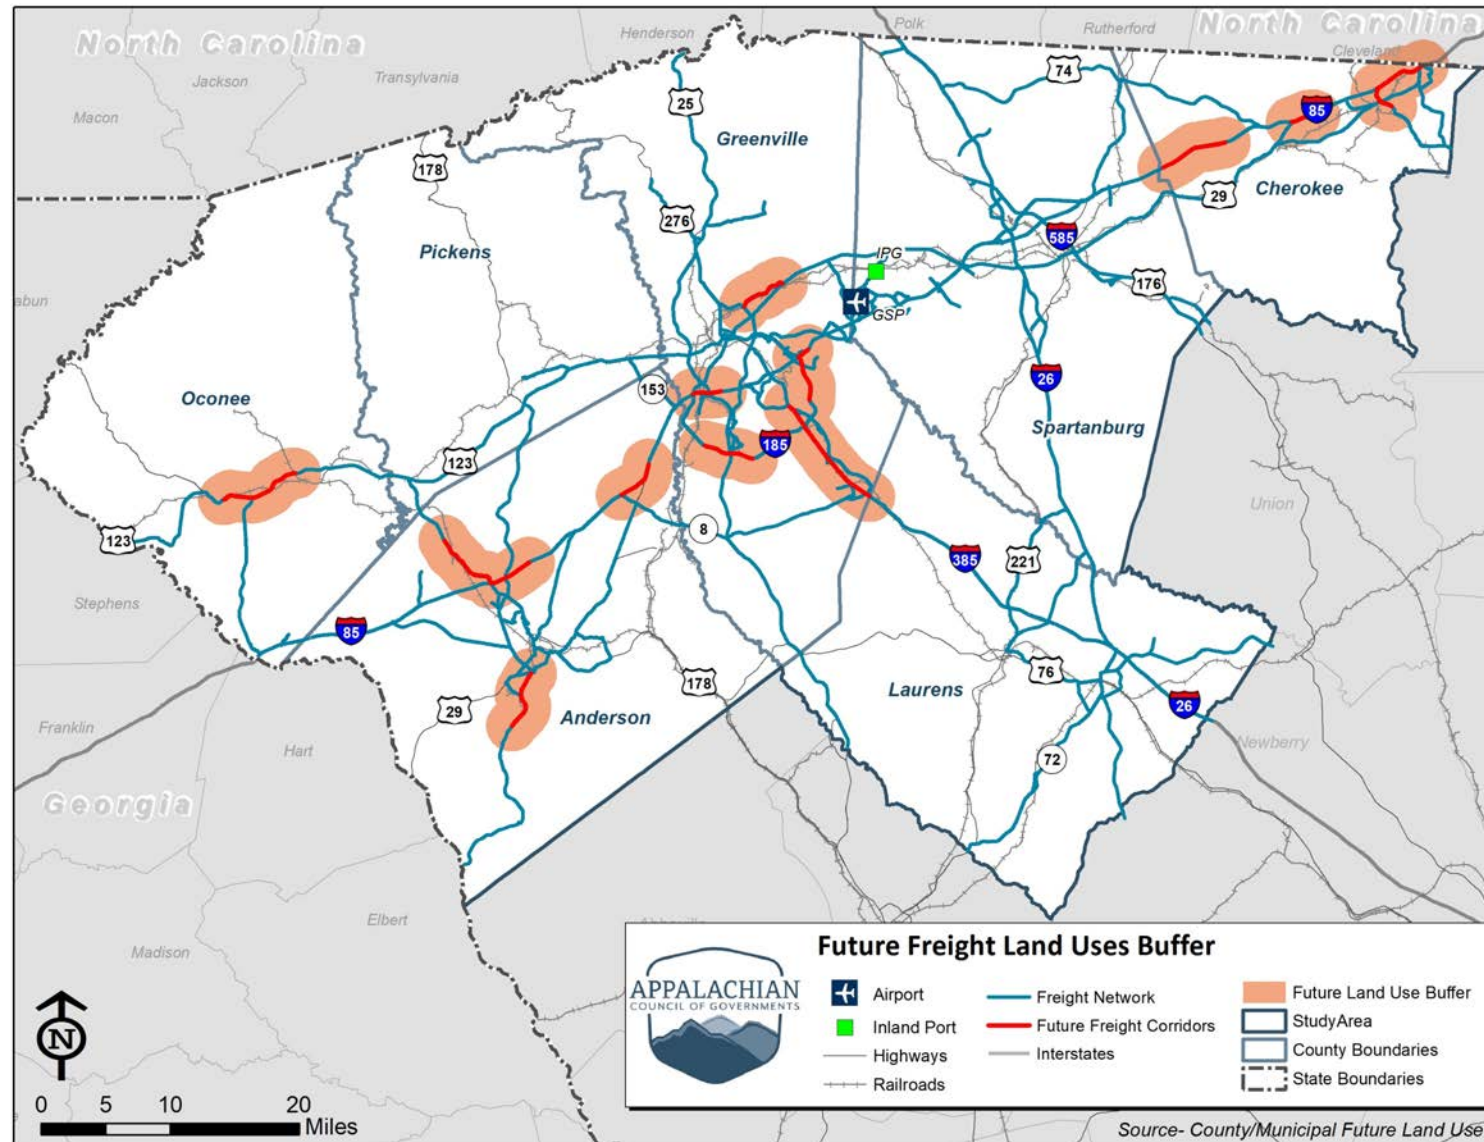 North Carolina
North Carolina
Henderson
Polk
Rutherford
Cleveland
Jackson
Transylvania
Macon
74
25
85
Greenville
178
29
Cherokee
276
585
Pickens
IPG
176
abun
GSP
26
153
Oconee
Spartanburg
185
123
Union
8
123
221
385
Stephens
85
76
178
Laurens
29
Anderson
26
Franklin
Hart
Newberry
72
Georgia
Elbert
Abbeville
Madison
N
0 5 10 20
Miles
Future Freight Land Uses Buffer
APPALACHIAN
COUNCIL OF GOVERNMENTS
Airport
Inland Port
Highways
Railroads
Freight Network
Future Freight Corridors
Interstates
Future Land Use Buffer
StudyArea
County Boundaries
State Boundaries
Source- County/Municipal Future Land Use